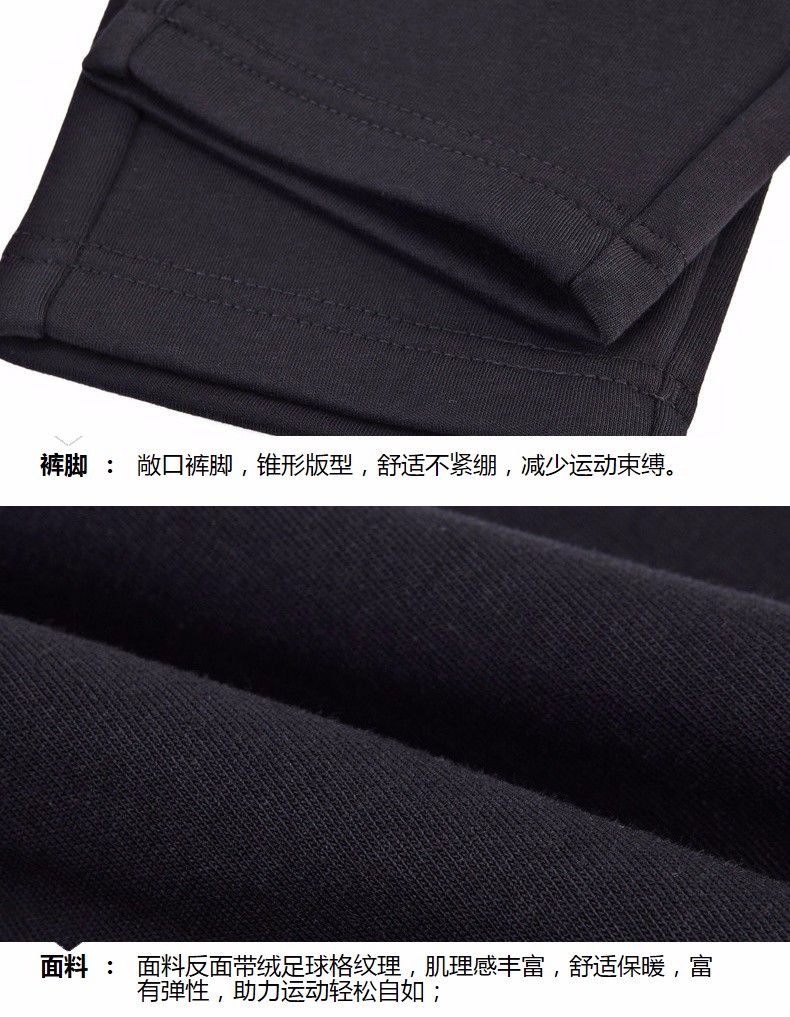 裤脚 ： 敞口裤脚，锥形版型，舒适不紧绷，减少运动束缚。
面料 ： 面料反面带绒足球格纹理，肌理感丰富，舒适保暖，富
有弹性，助力运动轻松自如；